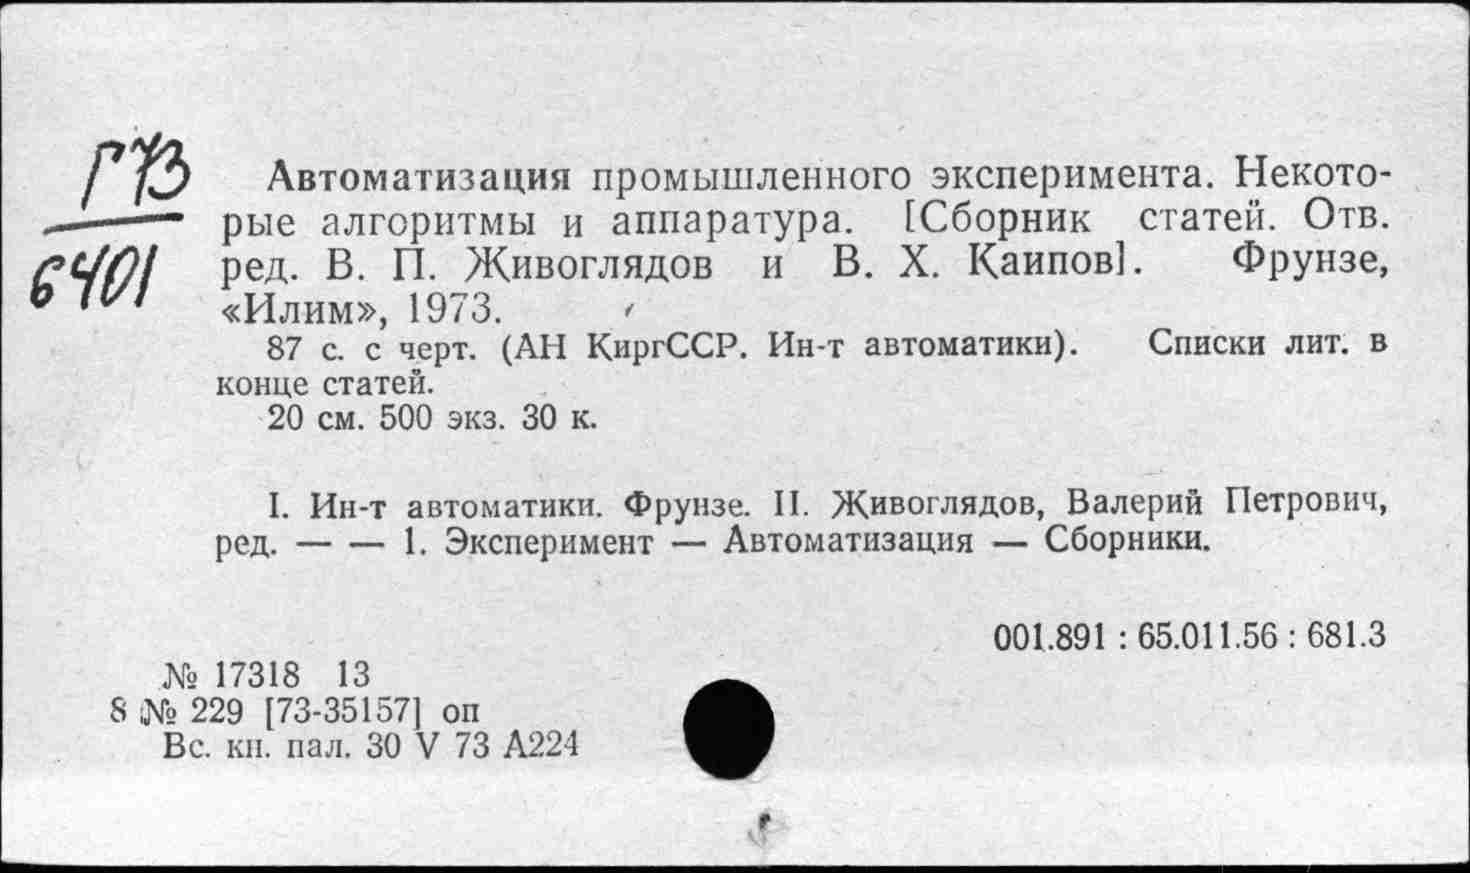 Г73
6401
Автоматизация промышленного эксперимента. Некото-
рые алгоритмы и аппаратура. [Сборник статей. Отв.
ред. В. П. Живоглядов и В. Х. Каипов]. Фрунзе,
«Илим», 1973.
87 с. с черт. (АН КиргССР. Ин-т автоматики). Списки лит. в
конце статей.
20 см. 500 экз. 30 к.
I. Ин-т автоматики. Фрунзе. II. Живоглядов, Валерий Петрович,
ред. — — 1. Эксперимент — Автоматизация — Сборники.
001.891 : 65.011.56 : 681.3
№ 17318 13
8 № 229 [73-35157] оп
Вс. кн. пал. 30 V 73 А224